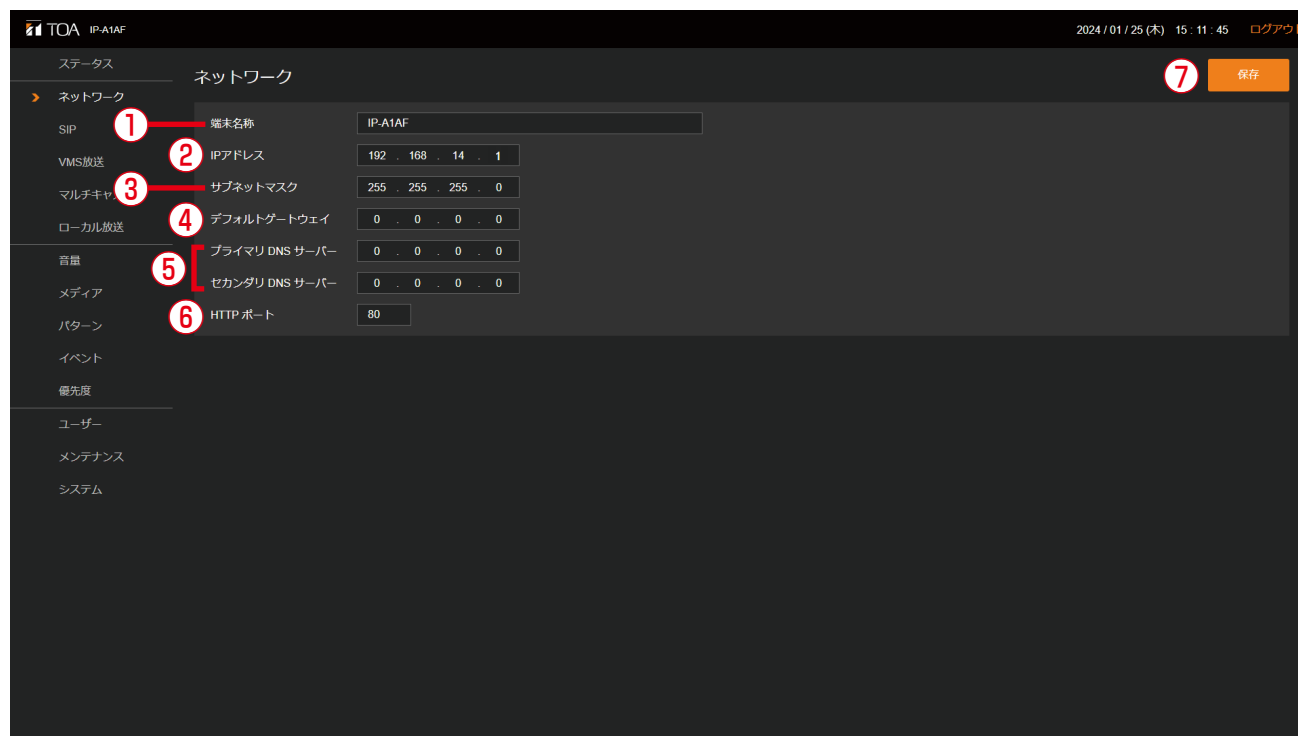 TOA IP-A1AF
2024 / 01 / 25 (木) 15 : 11 : 45
ログアウト
ステータス
ネットワーク
SIP
VMS放送
マルチキャ
ローカル放送
音量
メディア
パターン
イベント
優先度
ユーザー
メンテナンス
システム
ネットワーク
⑦ 保存
① 端末名称 IP-A1AF
② IPアドレス 192 . 168 . 14 . 1
③ サブネットマスク 255 . 255 . 255 . 0
④ デフォルトゲートウェイ 0 . 0 . 0 . 0
⑤ プライマリ DNS サーバー 0 . 0 . 0 . 0
セカンダリ DNS サーバー 0 . 0 . 0 . 0
⑥ HTTP ポート 80